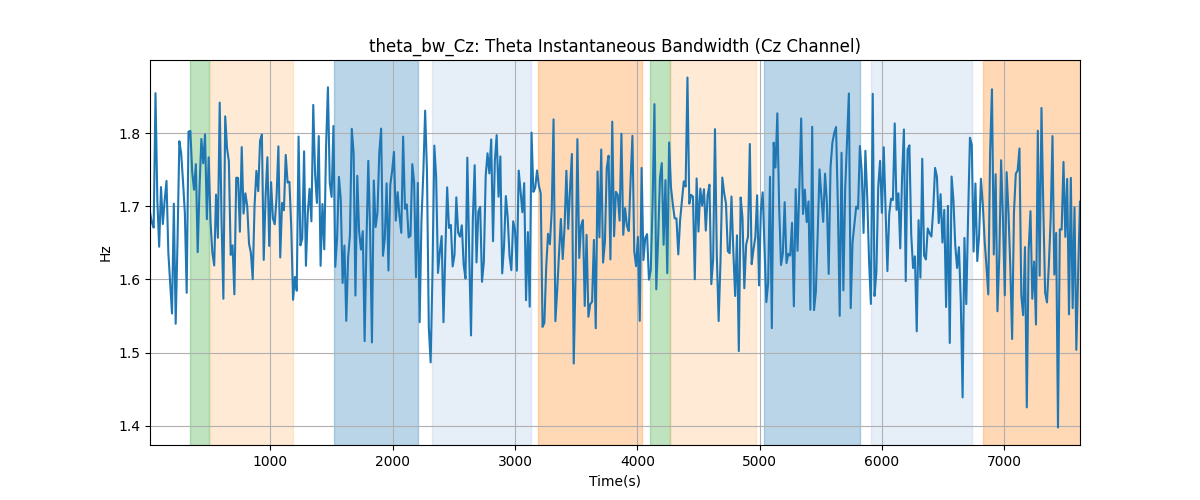 theta_bw_Cz: Theta Instantaneous Bandwidth (Cz Channel)
Hz
1.8
1.7
1.6
1.5
1.4
1000 2000 3000 4000 5000 6000 7000
Time(s)